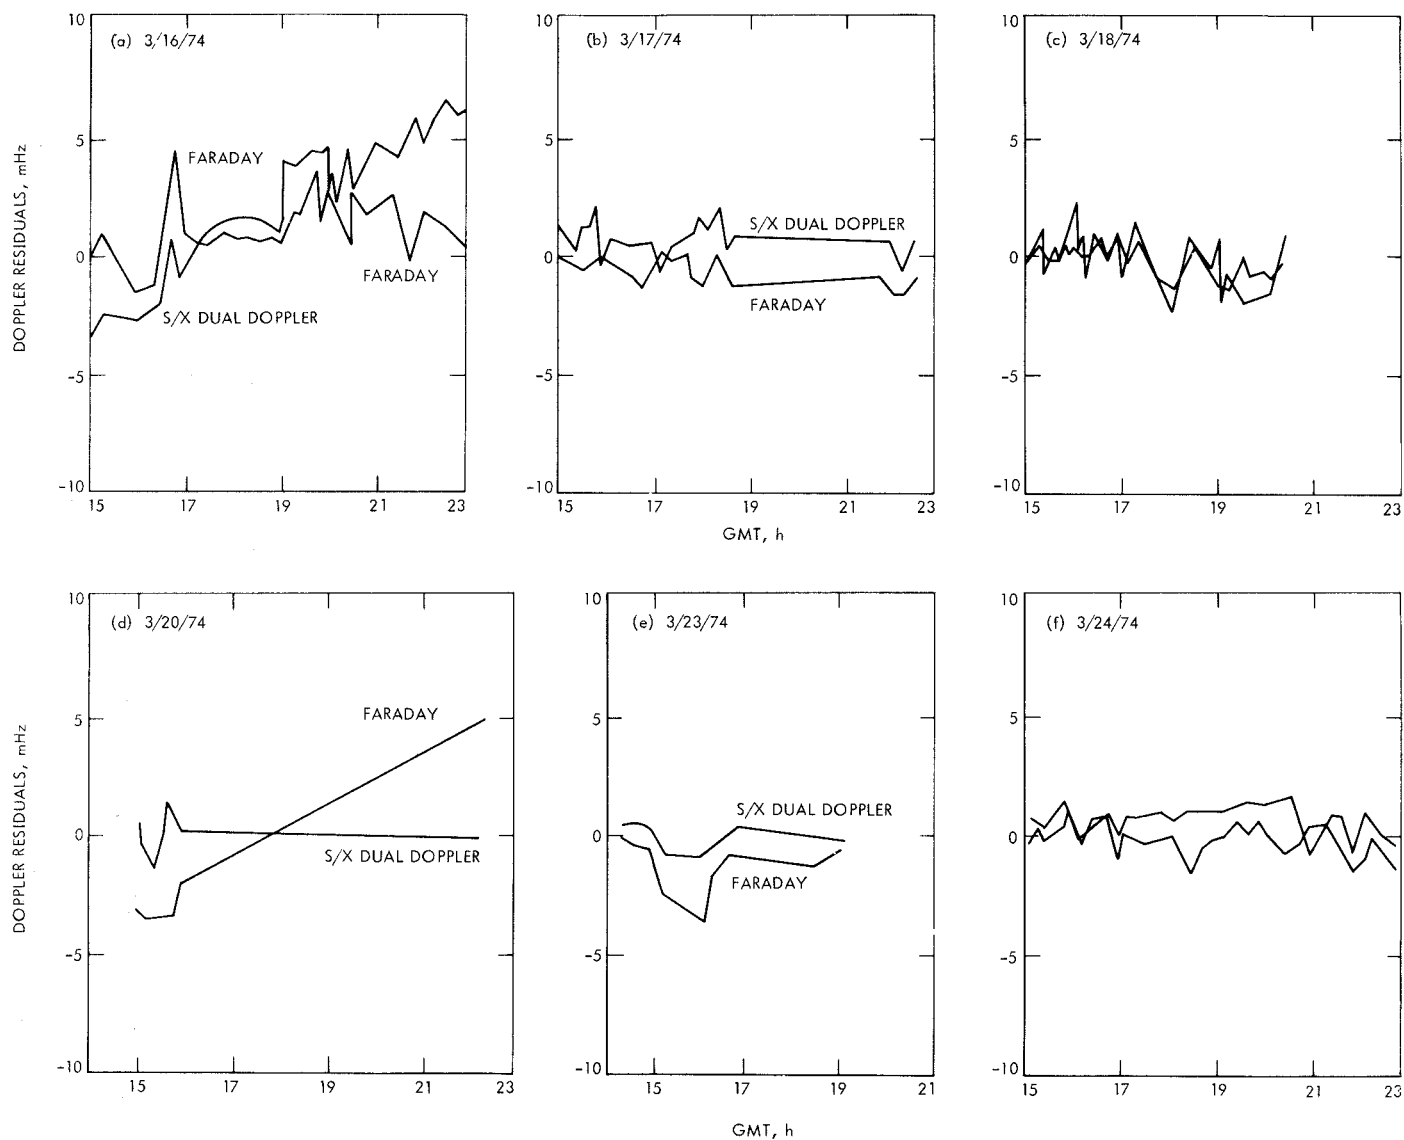 (a) 3/16/74
(b) 3/17/74
(c) 3/18/74
10
5
0
-5
-10
DOPPLER RESIDUALS, mHz
FARADAY
FARADAY
S/X DUAL DOPPLER
15 17 19 21 23
10
5
0
-5
-10
S/X DUAL DOPPLER
FARADAY
15 17 19 21 23
GMT, h
10
5
0
-5
-10
15 17 19 21 23
(d) 3/20/74
(e) 3/23/74
(f) 3/24/74
10
5
0
-5
-10
DOPPLER RESIDUALS, mHz
FARADAY
S/X DUAL DOPPLER
15 17 19 21 23
10
5
0
-5
-10
S/X DUAL DOPPLER
FARADAY
15 17 19 21
GMT, h
10
5
0
-5
-10
15 17 19 21 23